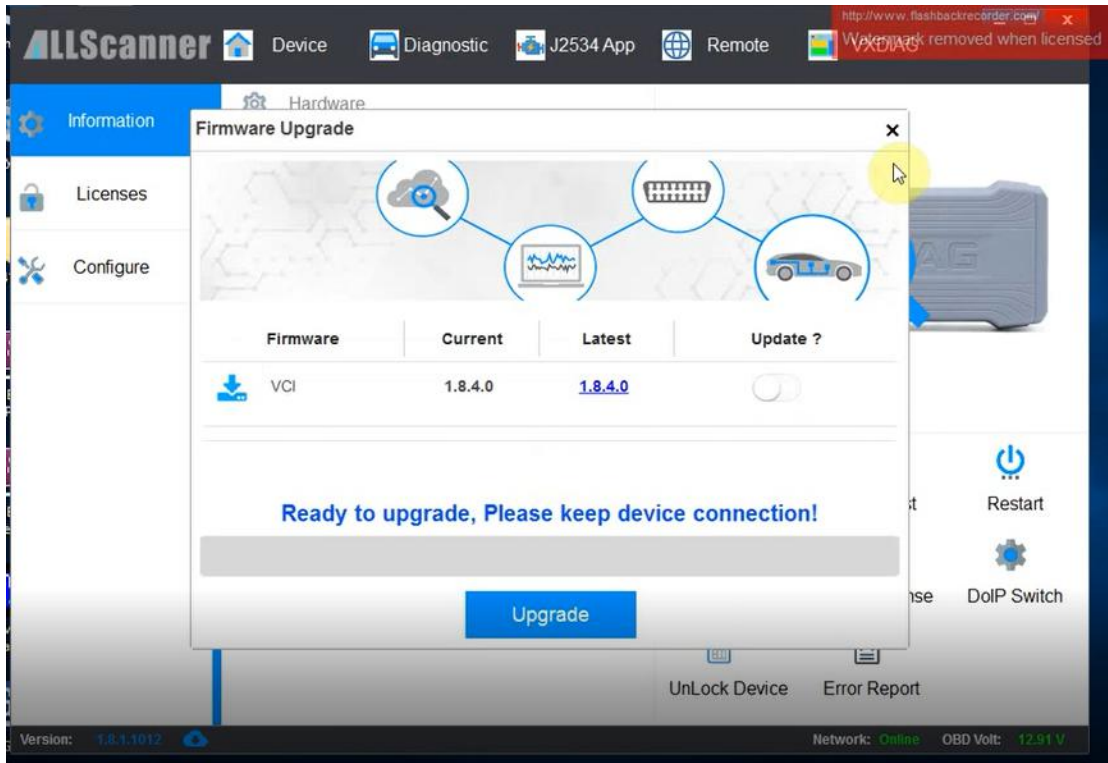 ALLScanner Device Diagnostic J2534 App Remote VXDIAG
http://www.flashbackrecorder.com/
Watermark removed when licensed
Information
Licenses
Configure
Hardware
Firmware Upgrade
Firmware Current Latest Update ?
VCI 1.8.4.0 1.8.4.0
Ready to upgrade, Please keep device connection!
Upgrade
Restart
DoIP Switch
UnLock Device Error Report
Version: 1.8.1.1012 Network: Online OBD Volt: 12.91 V